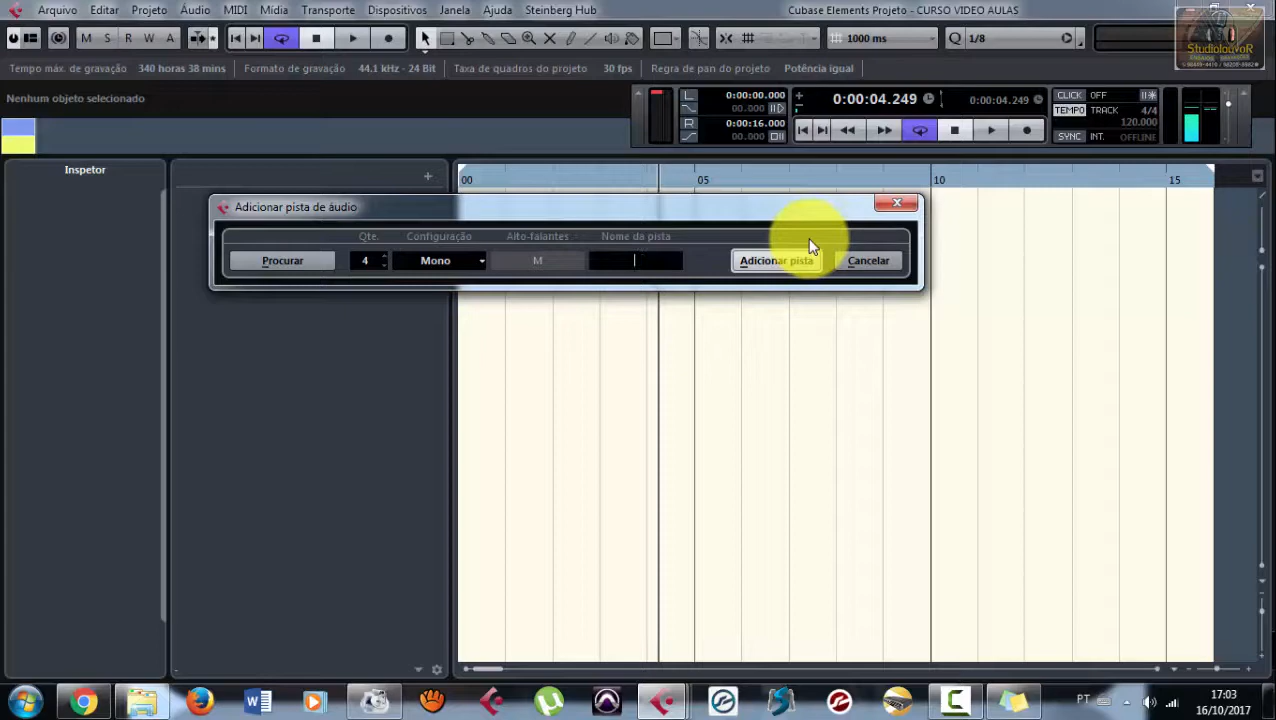 Arquivo Editar Projeto Áudio MIDI Mídia Transporte Dispositivos Janela Ajuda Steinberg Hub
Cubase Elements Projeto - CURSO VIDEO AULAS
M S R W A
1000 ms
Q 1/8
StudiolouvoR
Tempo máx. de gravação 340 horas 38 mins Formato de gravação 44.1 kHz - 24 Bit Taxa de quadros do projeto 30 fps Regra de pan do projeto Potência igual
Nenhum objeto selecionado
L 0:00:00.000
00.000
R 0:00:16.000
00.000
0:00:04.249 0:00:04.249
CLICK OFF
TEMPO TRACK 4/4
120.000
SYNC INT. OFFLINE
Inspetor
00 05 10 15
Adicionar pista de áudio
Qte. Configuração Alto-falantes Nome da pista
Procurar 4 Mono M Adicionar pista Cancelar
PT
17:03
16/10/2017